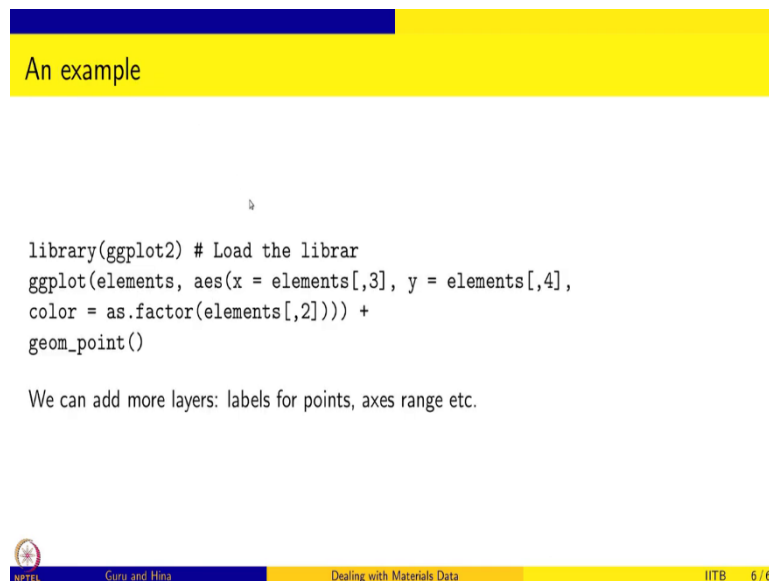 An example
library(ggplot2) # Load the librar
ggplot(elements, aes(x = elements[,3], y = elements[,4],
color = as.factor(elements[,2]))) +
geom_point()
We can add more layers: labels for points, axes range etc.
NPTEL
Guru and Hina
Dealing with Materials Data
IITB
6 / 6